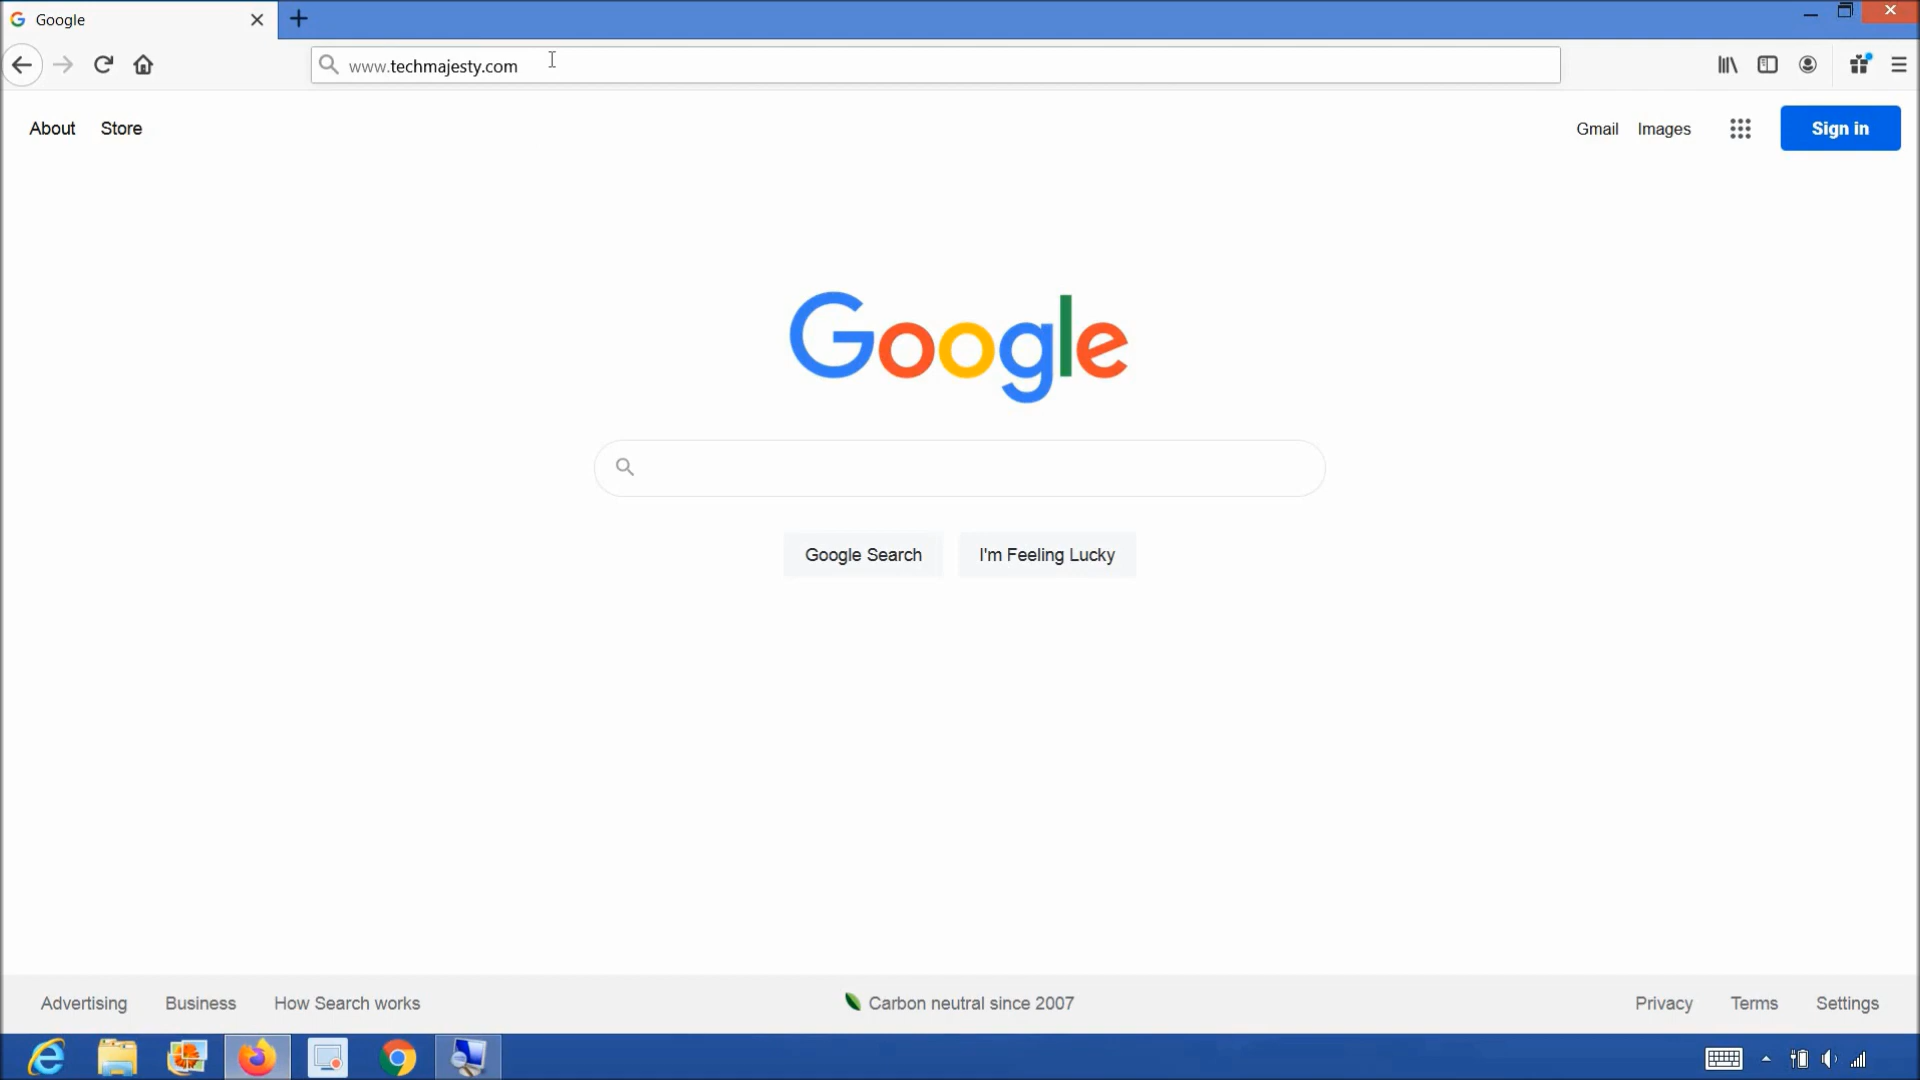 Google
www.techmajesty.com
About Store
Gmail Images Sign in
Google
Google Search I'm Feeling Lucky
Advertising Business How Search works
Carbon neutral since 2007
Privacy Terms Settings